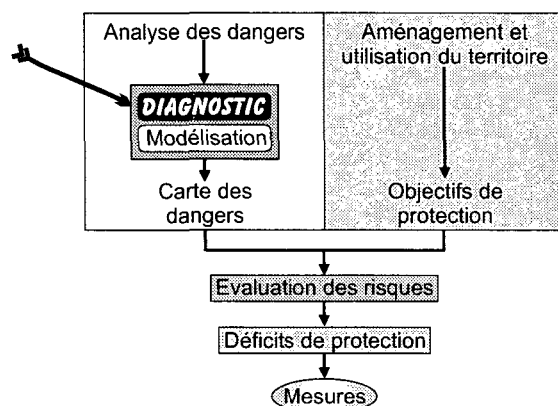 Analyse des dangers
DIAGNOSTIC
Modélisation
Carte des
dangers
Aménagement et
utilisation du territoire
Objectifs de
protection
Evaluation des risques
Déficits de protection
Mesures